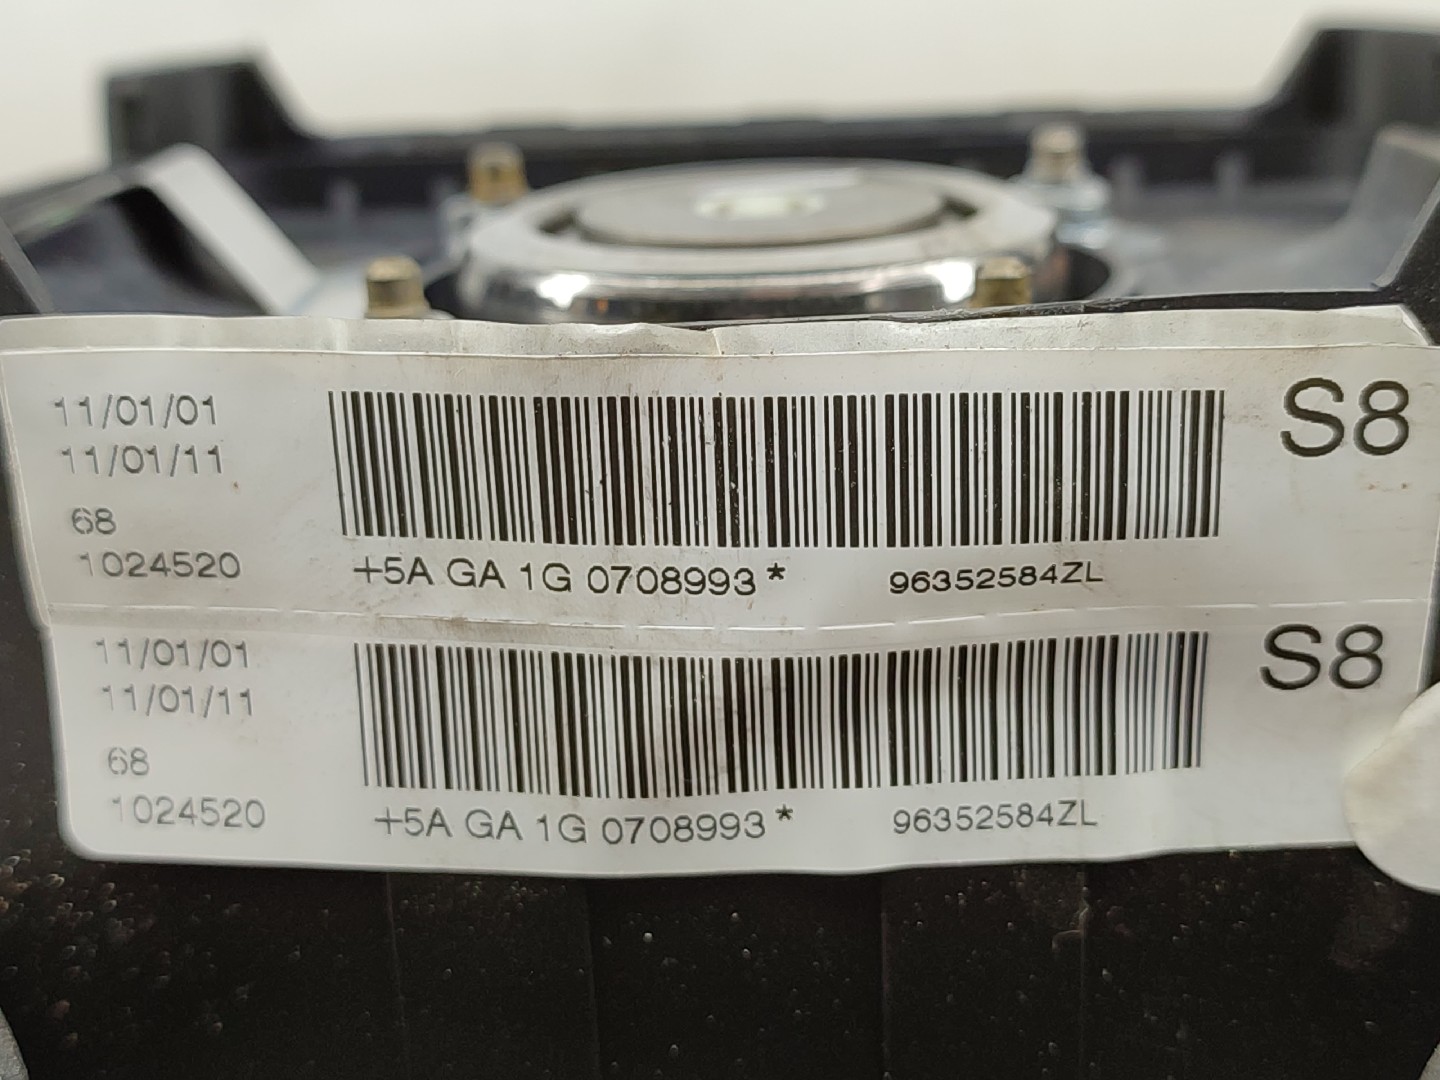 11/01/01
11/01/11
68
1024520
+5A GA 1G 0708993*
96352584ZL
S8
11/01/01
11/01/11
68
1024520
+5A GA 1G 0708993*
96352584ZL
S8